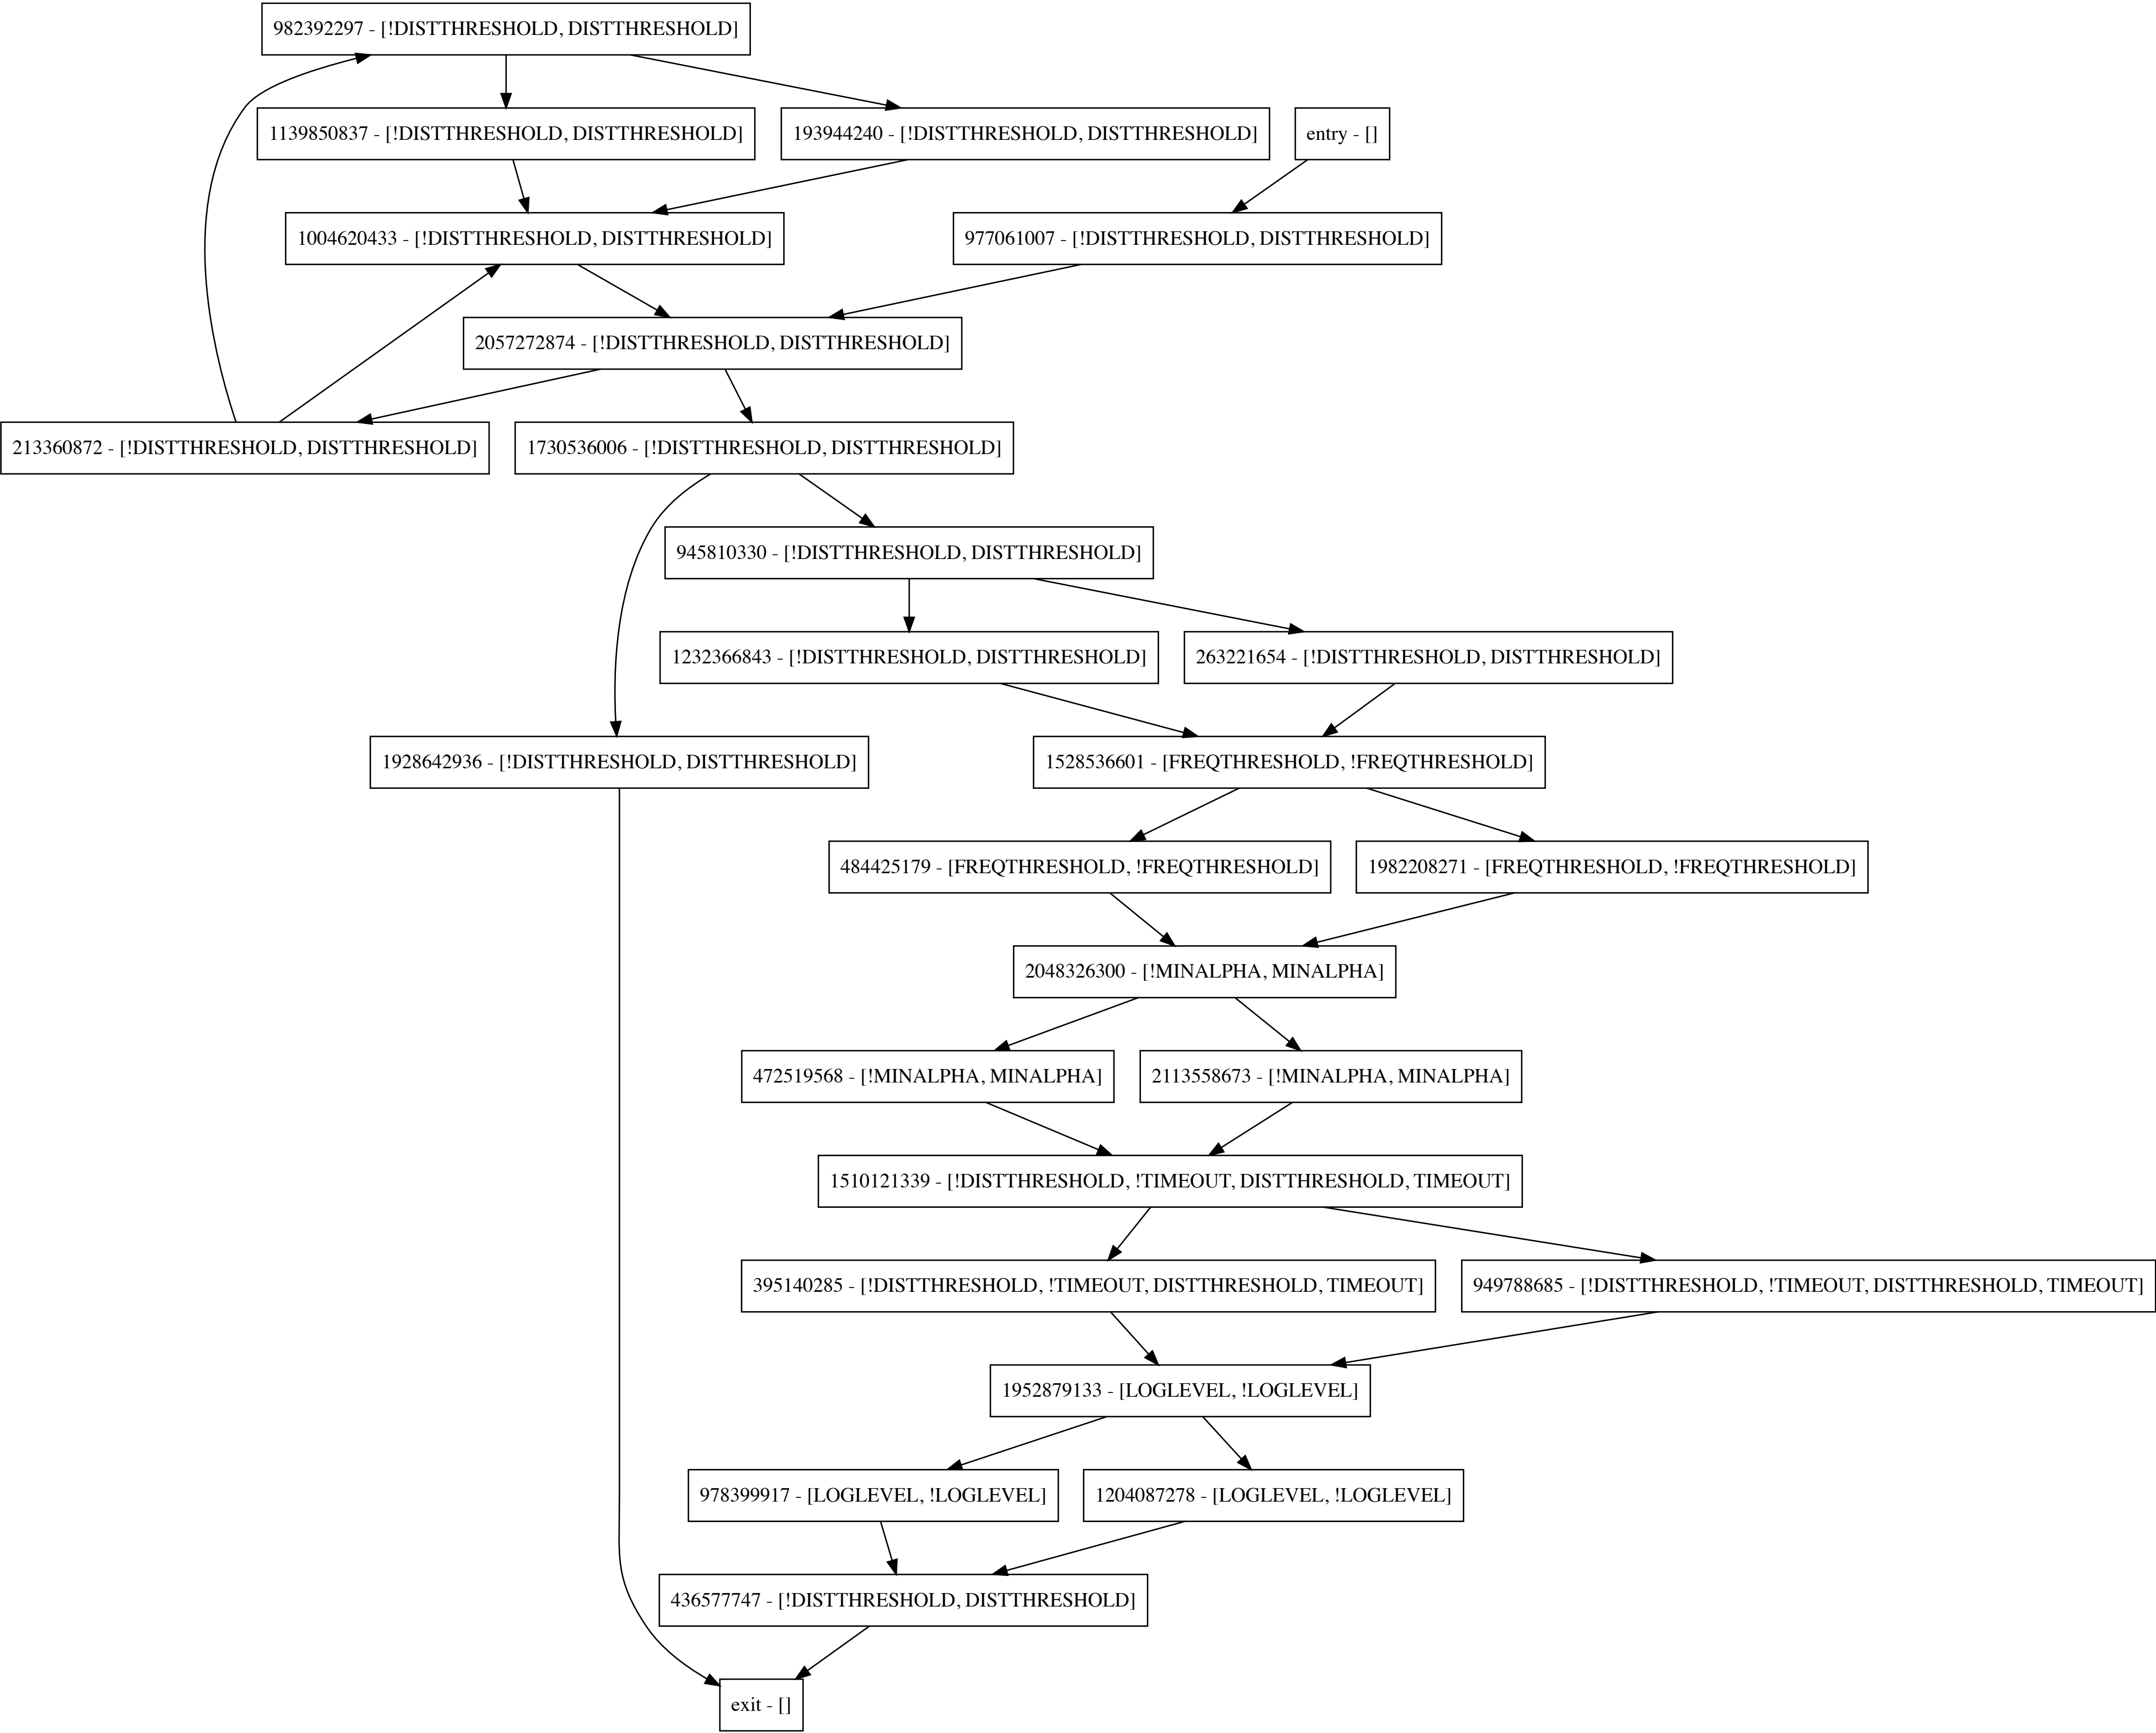 982392297 - [!DISTTHRESHOLD, DISTTHRESHOLD]
1139850837 - [!DISTTHRESHOLD, DISTTHRESHOLD]
193944240 - [!DISTTHRESHOLD, DISTTHRESHOLD]
entry - []
1004620433 - [!DISTTHRESHOLD, DISTTHRESHOLD]
977061007 - [!DISTTHRESHOLD, DISTTHRESHOLD]
2057272874 - [!DISTTHRESHOLD, DISTTHRESHOLD]
213360872 - [!DISTTHRESHOLD, DISTTHRESHOLD]
1730536006 - [!DISTTHRESHOLD, DISTTHRESHOLD]
945810330 - [!DISTTHRESHOLD, DISTTHRESHOLD]
1232366843 - [!DISTTHRESHOLD, DISTTHRESHOLD]
263221654 - [!DISTTHRESHOLD, DISTTHRESHOLD]
1928642936 - [!DISTTHRESHOLD, DISTTHRESHOLD]
1528536601 - [FREQTHRESHOLD, !FREQTHRESHOLD]
484425179 - [FREQTHRESHOLD, !FREQTHRESHOLD]
1982208271 - [FREQTHRESHOLD, !FREQTHRESHOLD]
2048326300 - [!MINALPHA, MINALPHA]
472519568 - [!MINALPHA, MINALPHA]
2113558673 - [!MINALPHA, MINALPHA]
1510121339 - [!DISTTHRESHOLD, !TIMEOUT, DISTTHRESHOLD, TIMEOUT]
395140285 - [!DISTTHRESHOLD, !TIMEOUT, DISTTHRESHOLD, TIMEOUT]
949788685 - [!DISTTHRESHOLD, !TIMEOUT, DISTTHRESHOLD, TIMEOUT]
1952879133 - [LOGLEVEL, !LOGLEVEL]
978399917 - [LOGLEVEL, !LOGLEVEL]
1204087278 - [LOGLEVEL, !LOGLEVEL]
436577747 - [!DISTTHRESHOLD, DISTTHRESHOLD]
exit - []